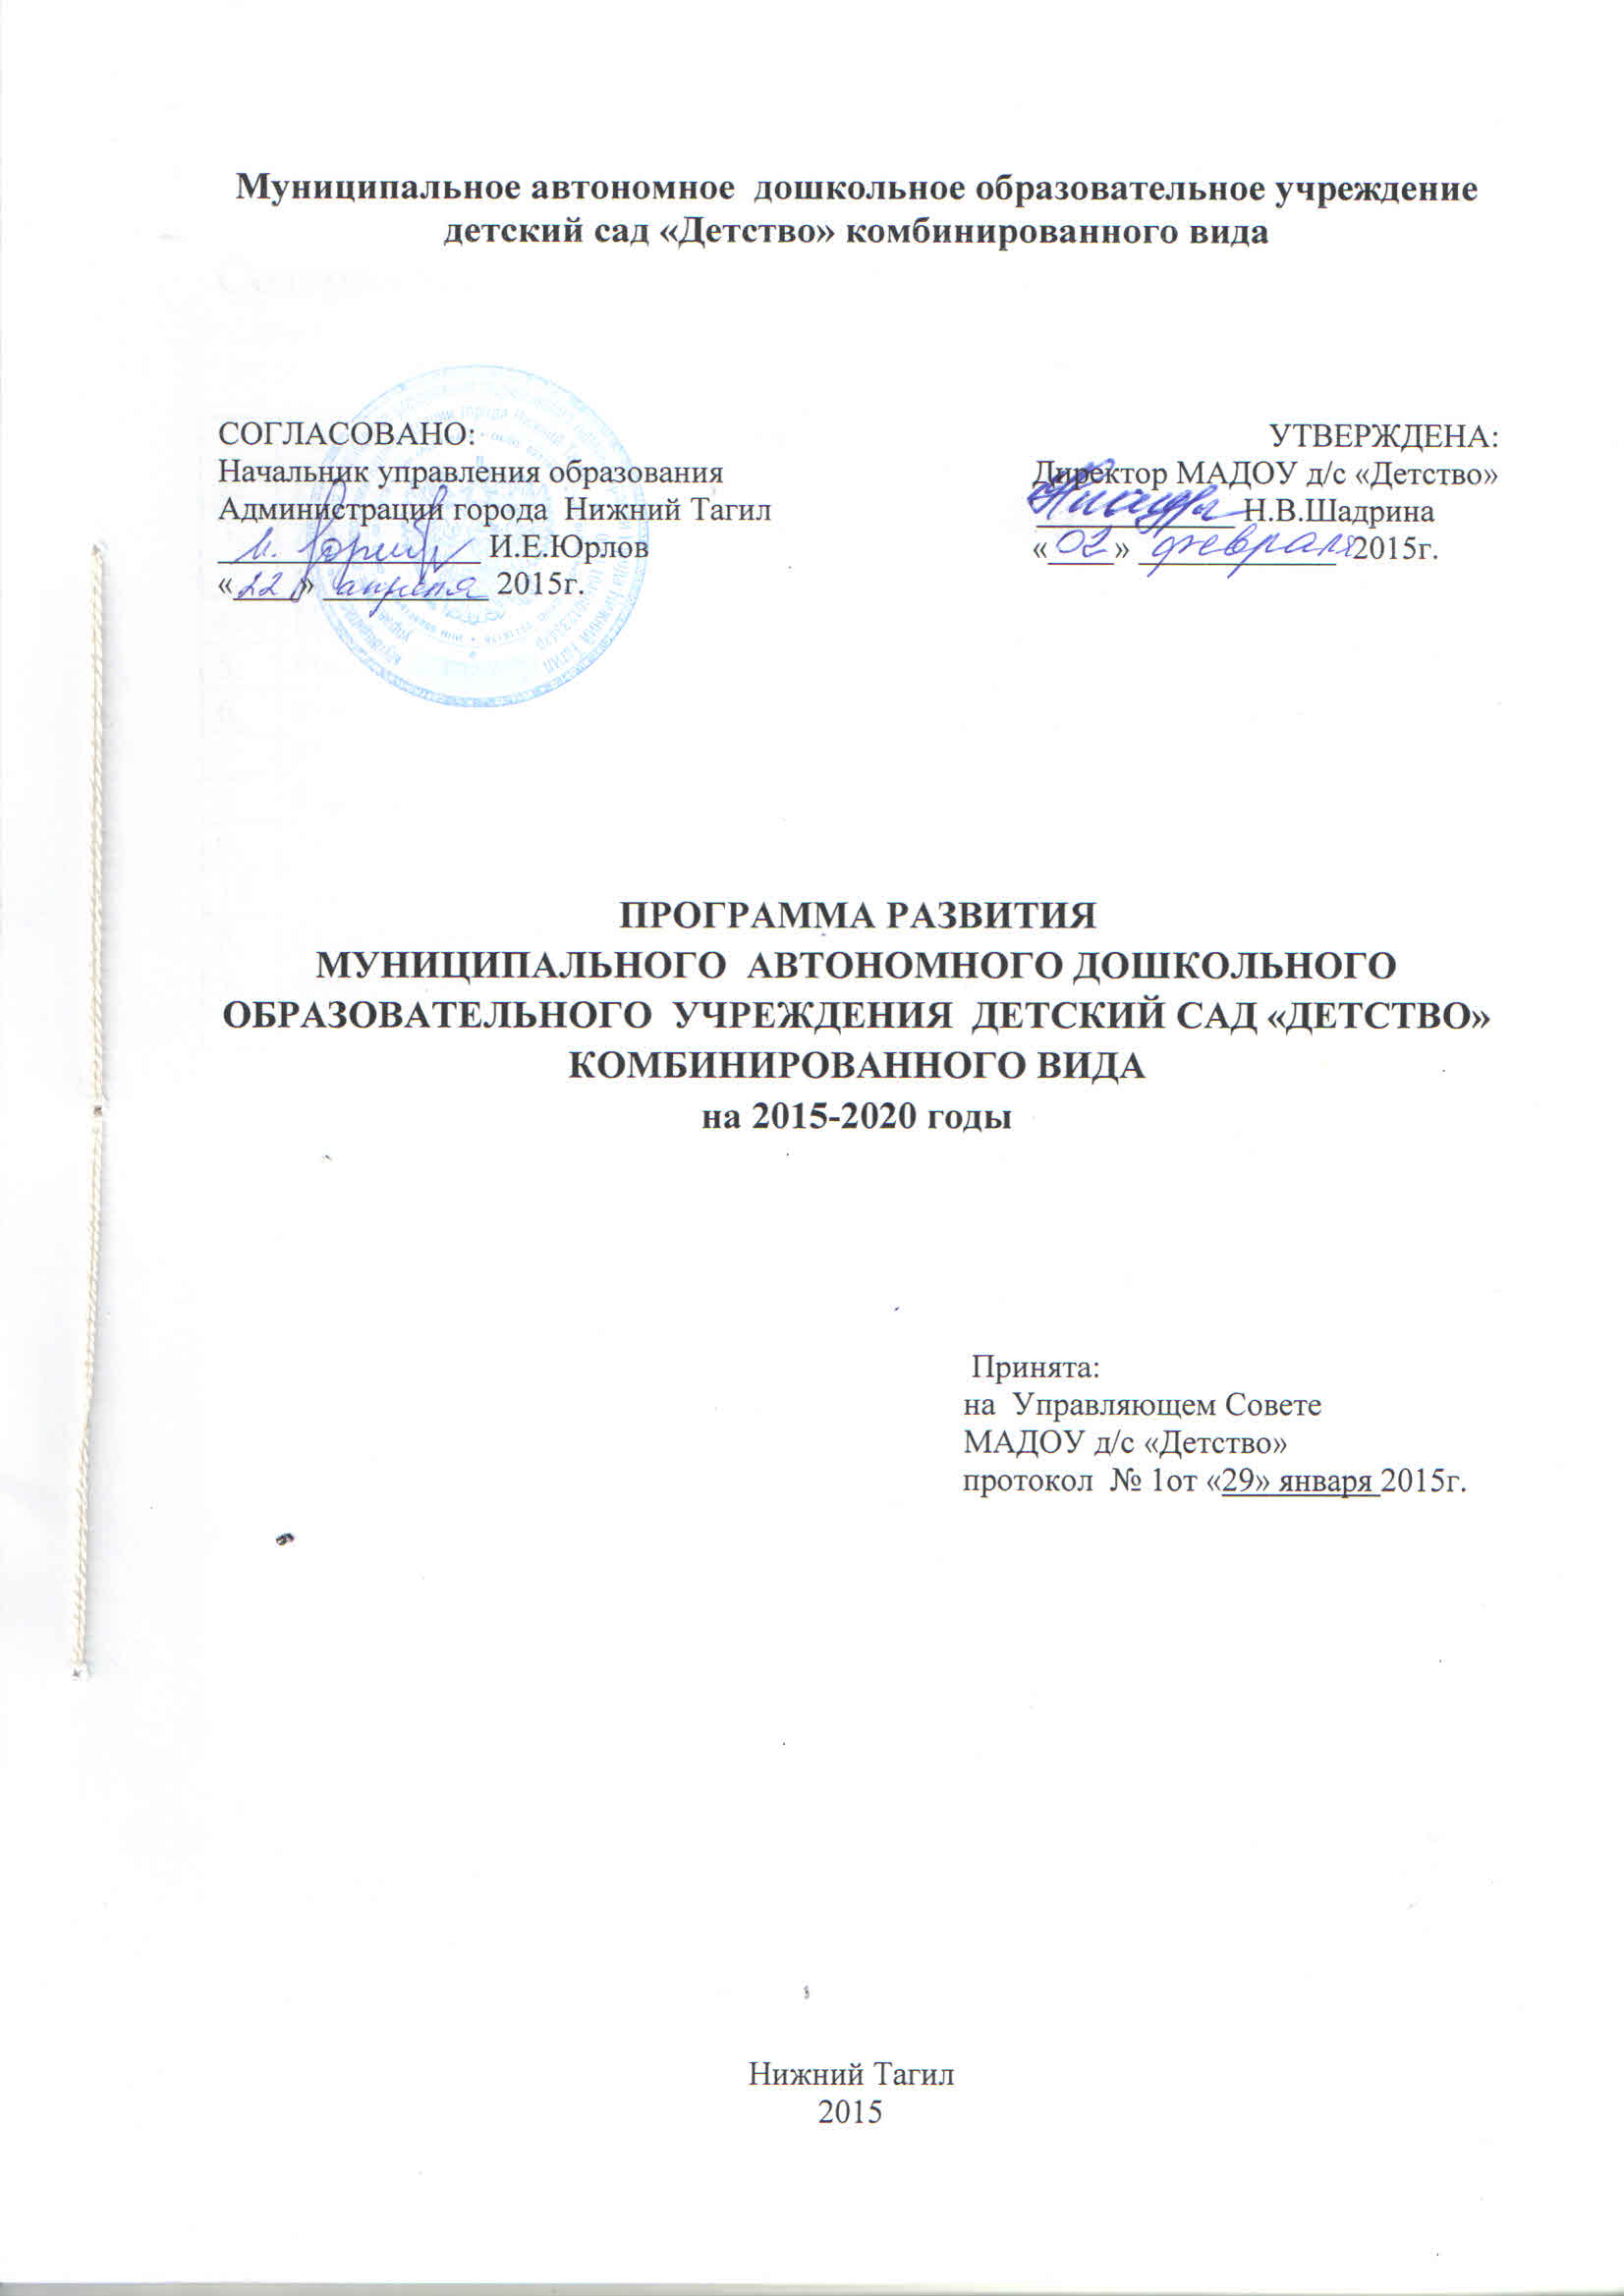 Муниципальное автономное  дошкольное образовательное учреждение
детский сад «Детство» комбинированного вида
СОГЛАСОВАНО:
Начальник управления образования
Администрации города  Нижний Тагил
И.Е.Юрлов
«22» апреля 2015г.
УТВЕРЖДЕНА:
Директор МАДОУ д/с «Детство»
Н.В.Шадрина
«02» февраля 2015г.
ПРОГРАММА РАЗВИТИЯ
МУНИЦИПАЛЬНОГО  АВТОНОМНОГО ДОШКОЛЬНОГО
ОБРАЗОВАТЕЛЬНОГО  УЧРЕЖДЕНИЯ  ДЕТСКИЙ САД «ДЕТСТВО»
КОМБИНИРОВАННОГО ВИДА
на 2015-2020 годы
Принята:
на  Управляющем Совете
МАДОУ д/с «Детство»
протокол  № 1от «29» января 2015г.
Нижний Тагил
2015